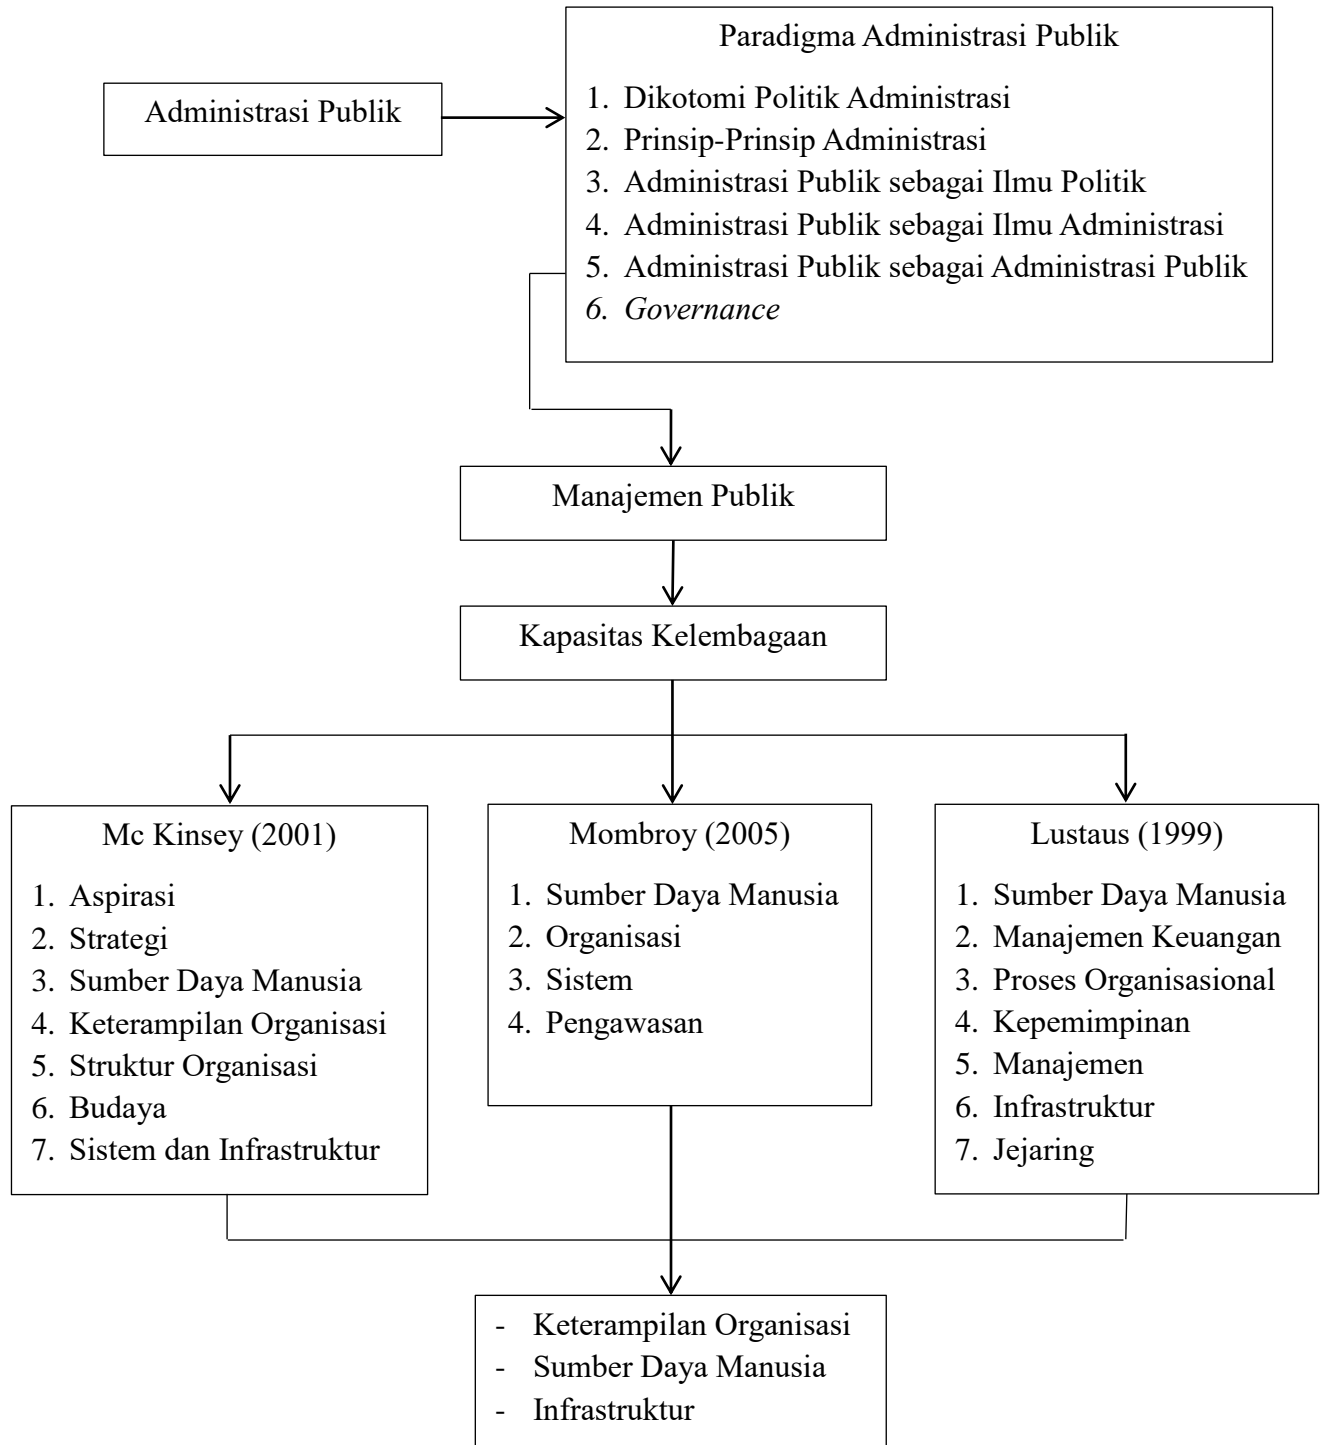 Administrasi Publik
Paradigma Administrasi Publik
1. Dikotomi Politik Administrasi
2. Prinsip-Prinsip Administrasi
3. Administrasi Publik sebagai Ilmu Politik
4. Administrasi Publik sebagai Ilmu Administrasi
5. Administrasi Publik sebagai Administrasi Publik
6. Governance
Manajemen Publik
Kapasitas Kelembagaan
Mc Kinsey (2001)
1. Aspirasi
2. Strategi
3. Sumber Daya Manusia
4. Keterampilan Organisasi
5. Struktur Organisasi
6. Budaya
7. Sistem dan Infrastruktur
Mombroy (2005)
1. Sumber Daya Manusia
2. Organisasi
3. Sistem
4. Pengawasan
Lustaus (1999)
1. Sumber Daya Manusia
2. Manajemen Keuangan
3. Proses Organisasional
4. Kepemimpinan
5. Manajemen
6. Infrastruktur
7. Jejaring
- Keterampilan Organisasi
- Sumber Daya Manusia
- Infrastruktur